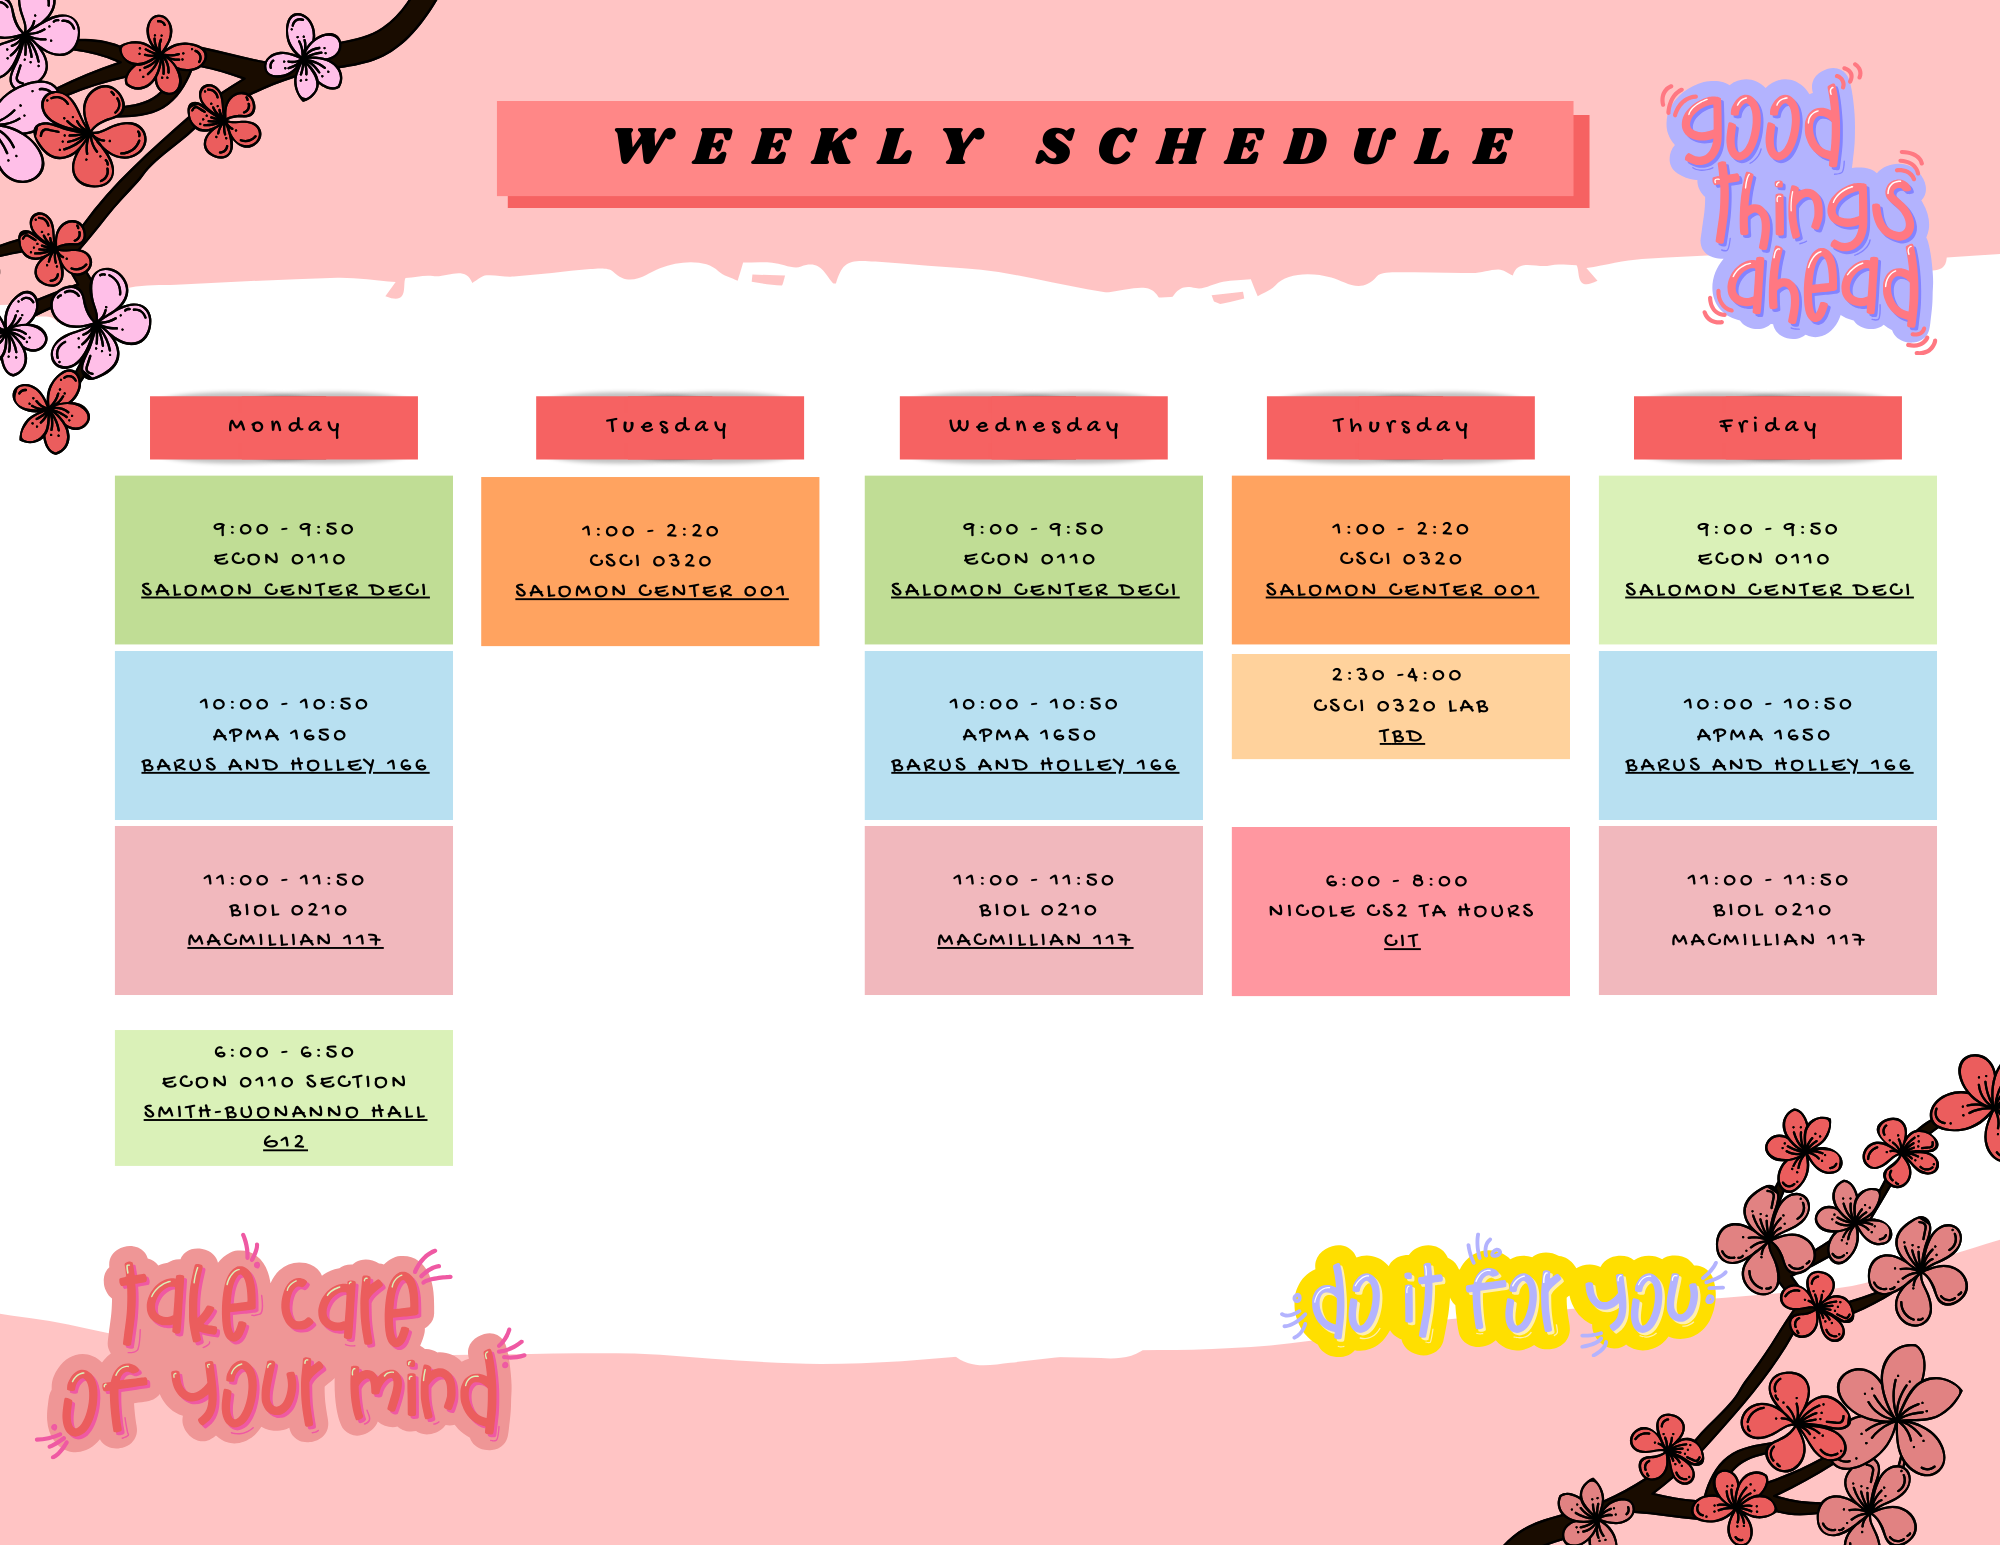 WEEKLY SCHEDULE
good
things
ahead
Monday
9:00 - 9:50
ECON 0110
SALOMON CENTER DECI
10:00 - 10:50
APMA 1650
BARUS AND HOLLEY 166
11:00 - 11:50
BIOL 0210
MACMILLIAN 117
6:00 - 6:50
ECON 0110 SECTION
SMITH-BUONANNO HALL
G12
Tuesday
1:00 - 2:20
CSCI 0320
SALOMON CENTER 001
Wednesday
9:00 - 9:50
ECON 0110
SALOMON CENTER DECI
10:00 - 10:50
APMA 1650
BARUS AND HOLLEY 166
11:00 - 11:50
BIOL 0210
MACMILLIAN 117
Thursday
1:00 - 2:20
CSCI 0320
SALOMON CENTER 001
2:30 -4:00
CSCI 0320 LAB
TBD
6:00 - 8:00
NICOLE CS2 TA HOURS
CIT
Friday
9:00 - 9:50
ECON 0110
SALOMON CENTER DECI
10:00 - 10:50
APMA 1650
BARUS AND HOLLEY 166
11:00 - 11:50
BIOL 0210
MACMILLIAN 117
take care
of your mind
do it for you